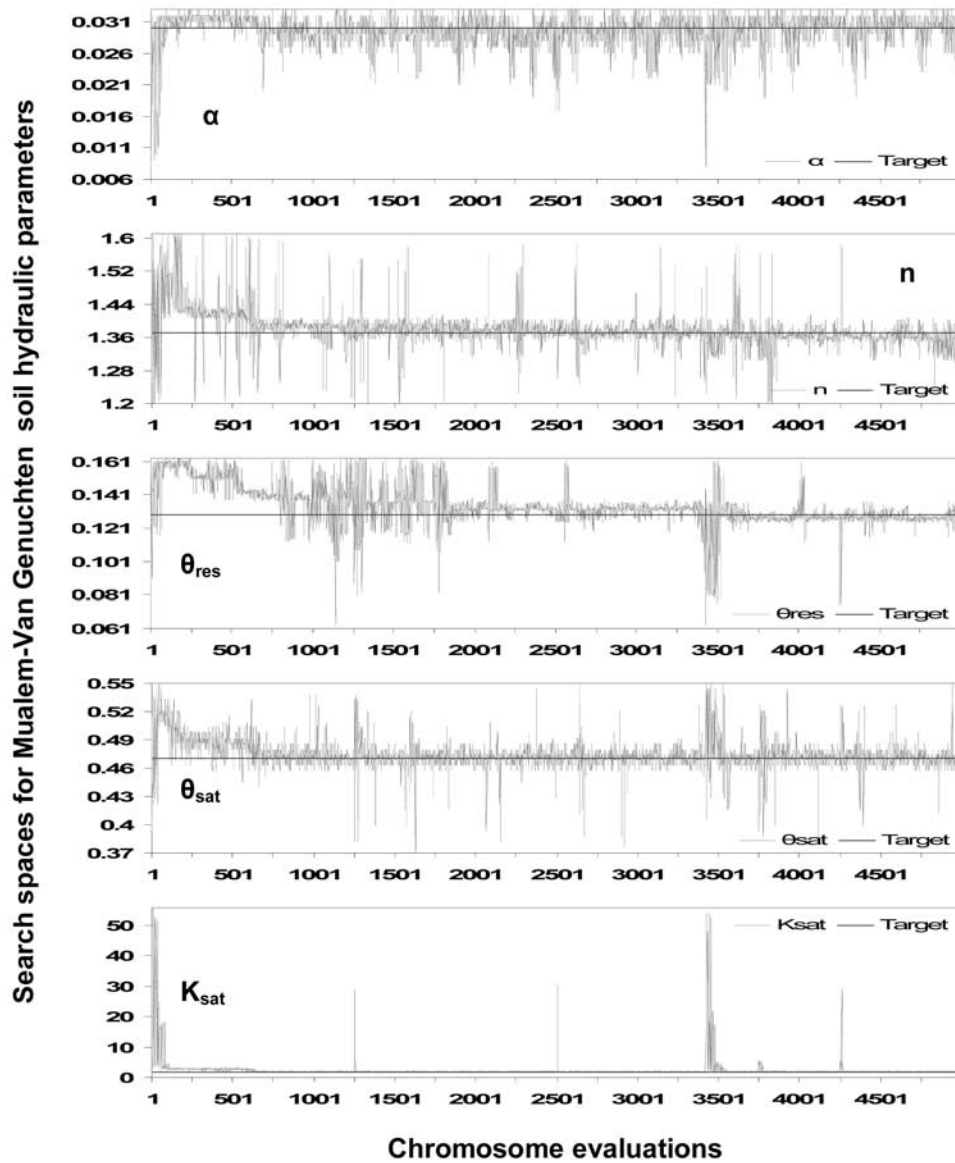 Search spaces for Mualem-Van Genuchten soil hydraulic parameters
0.031
0.026
0.021
0.016
0.011
0.006
α
α Target
1 501 1001 1501 2001 2501 3001 3501 4001 4501
1.6
1.52
1.44
1.36
1.28
1.2
n
n Target
1 501 1001 1501 2001 2501 3001 3501 4001 4501
0.161
0.141
0.121
0.101
0.081
0.061
θres
θres Target
1 501 1001 1501 2001 2501 3001 3501 4001 4501
0.55
0.52
0.49
0.46
0.43
0.4
0.37
θsat
θsat Target
1 501 1001 1501 2001 2501 3001 3501 4001 4501
50
40
30
20
10
0
Ksat
Ksat Target
1 501 1001 1501 2001 2501 3001 3501 4001 4501
Chromosome evaluations